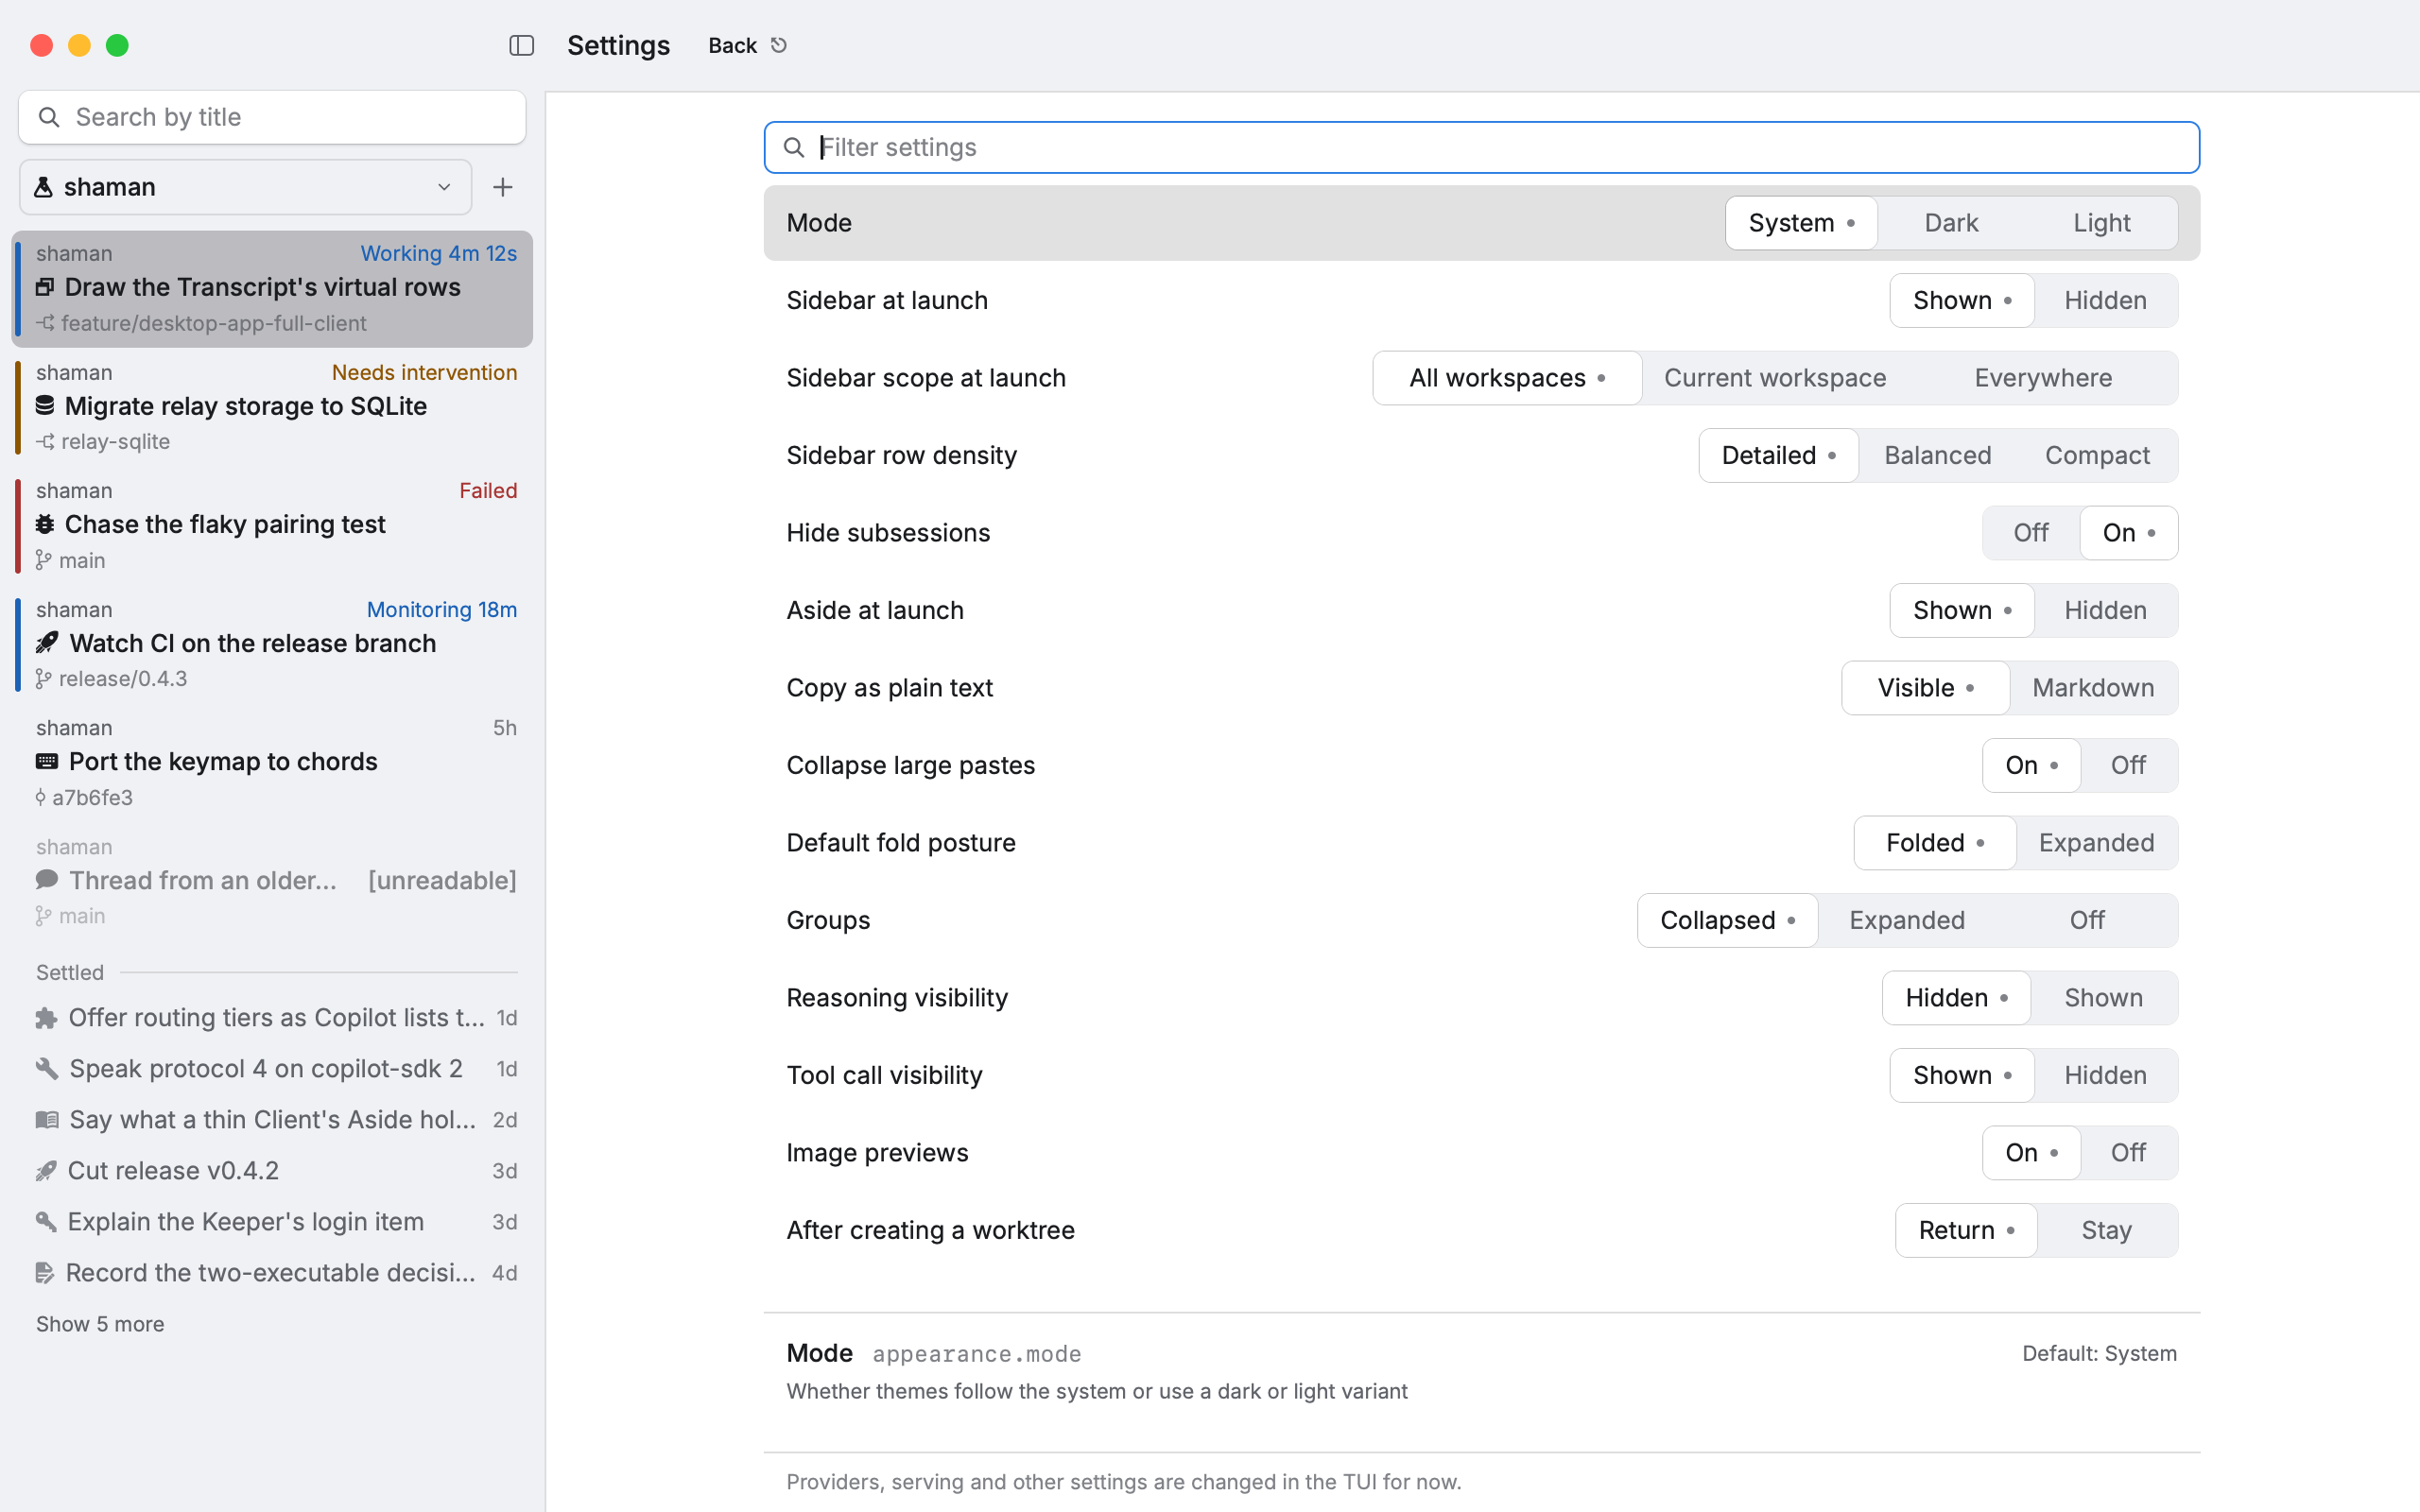 Settings Back
Search by title
shaman
shaman Working 4m 12s
Draw the Transcript's virtual rows
feature/desktop-app-full-client
shaman Needs intervention
Migrate relay storage to SQLite
relay-sqlite
shaman Failed
Chase the flaky pairing test
main
shaman Monitoring 18m
Watch CI on the release branch
release/0.4.3
shaman 5h
Port the keymap to chords
a7b6fe3
shaman
Thread from an older... [unreadable]
main
Settled
Offer routing tiers as Copilot lists t... 1d
Speak protocol 4 on copilot-sdk 2 1d
Say what a thin Client's Aside hol... 2d
Cut release v0.4.2 3d
Explain the Keeper's login item 3d
Record the two-executable decisi... 4d
Show 5 more
Filter settings
Mode System • Dark Light
Sidebar at launch Shown • Hidden
Sidebar scope at launch All workspaces • Current workspace Everywhere
Sidebar row density Detailed • Balanced Compact
Hide subsessions Off On •
Aside at launch Shown • Hidden
Copy as plain text Visible • Markdown
Collapse large pastes On • Off
Default fold posture Folded • Expanded
Groups Collapsed • Expanded Off
Reasoning visibility Hidden • Shown
Tool call visibility Shown • Hidden
Image previews On • Off
After creating a worktree Return • Stay
Mode appearance.mode Default: System
Whether themes follow the system or use a dark or light variant
Providers, serving and other settings are changed in the TUI for now.